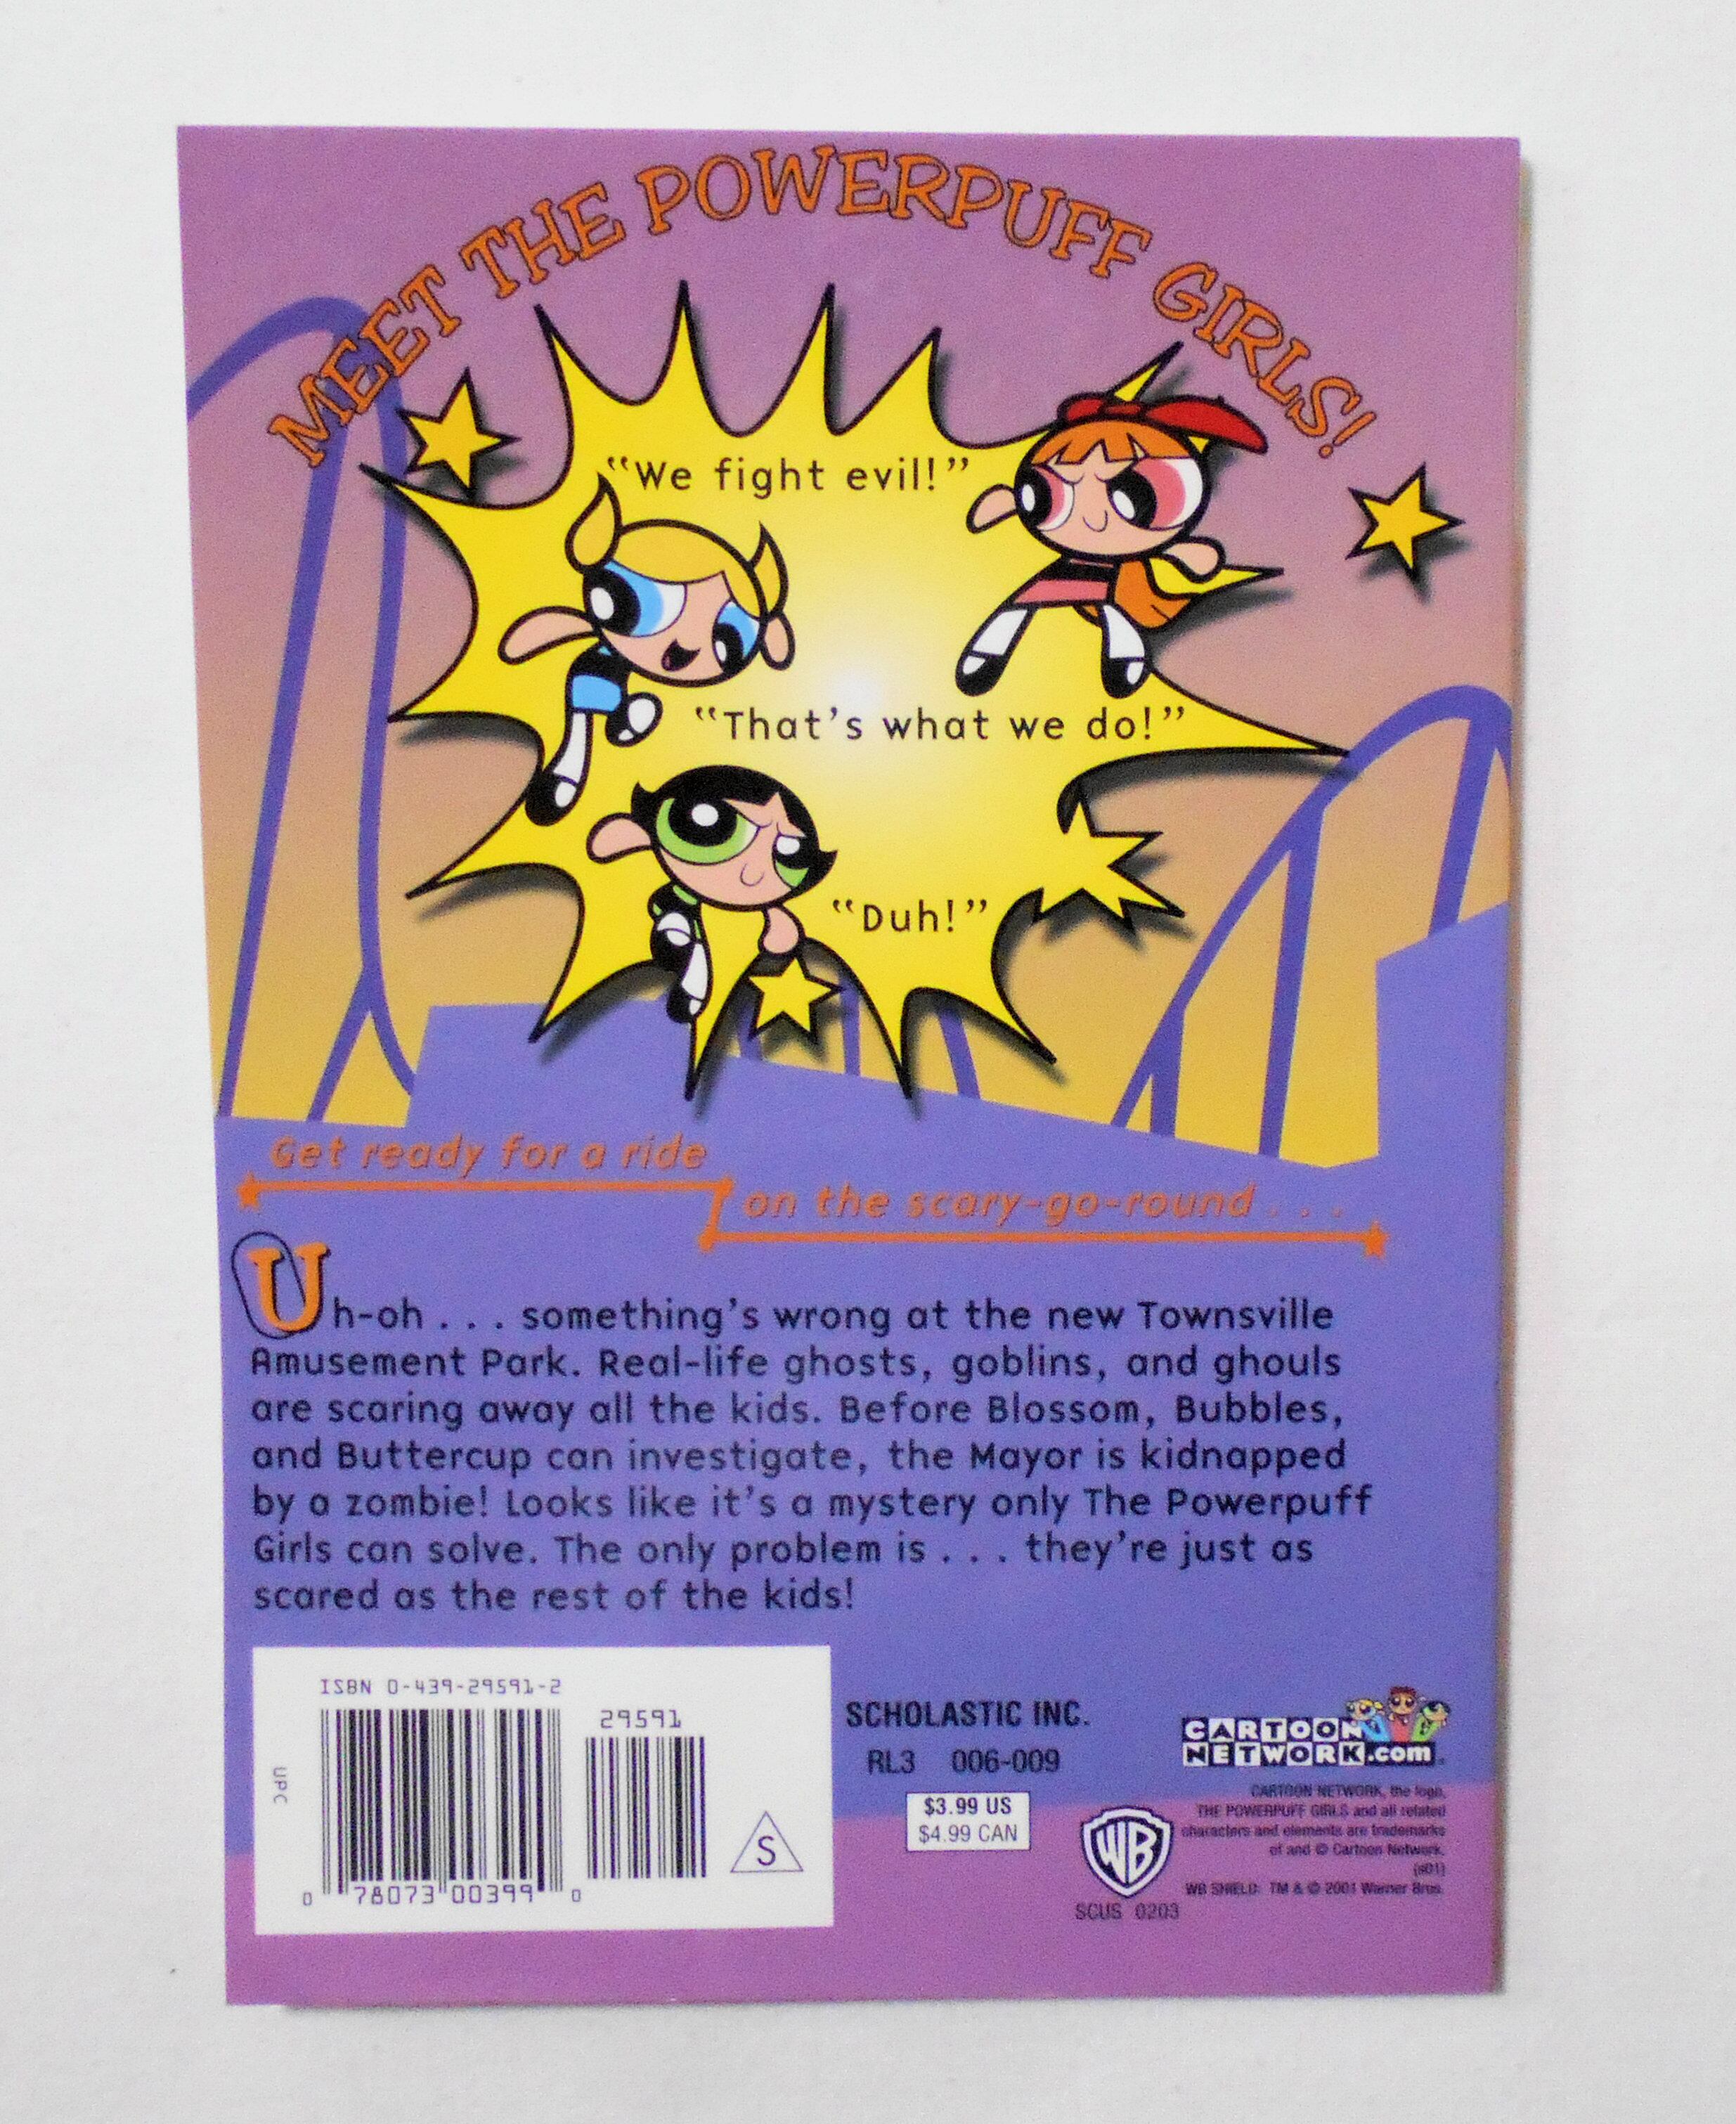 MEET THE POWERPUFF GIRLS!
“We fight evil!”
“That’s what we do!”
“Duh!”
Get ready for a ride
on the scary-go-round . . .
Uh-oh . . . something’s wrong at the new Townsville
Amusement Park. Real-life ghosts, goblins, and ghouls
are scaring away all the kids. Before Blossom, Bubbles,
and Buttercup can investigate, the Mayor is kidnapped
by a zombie! Looks like it’s a mystery only The Powerpuff
Girls can solve. The only problem is . . . they’re just as
scared as the rest of the kids!
ISBN 0-439-29591-2
29591
UPC
0 78073 00399 0
S
SCHOLASTIC INC.
RL3 006-009
$3.99 US
$4.99 CAN
WB
SCUS 0203
CARTOON
NETWORK.com
CARTOON NETWORK, the logo,
THE POWERPUFF GIRLS and all related
characters and elements are trademarks
of and © Cartoon Network.
(s01)
WB SHIELD: TM & © 2001 Warner Bros.